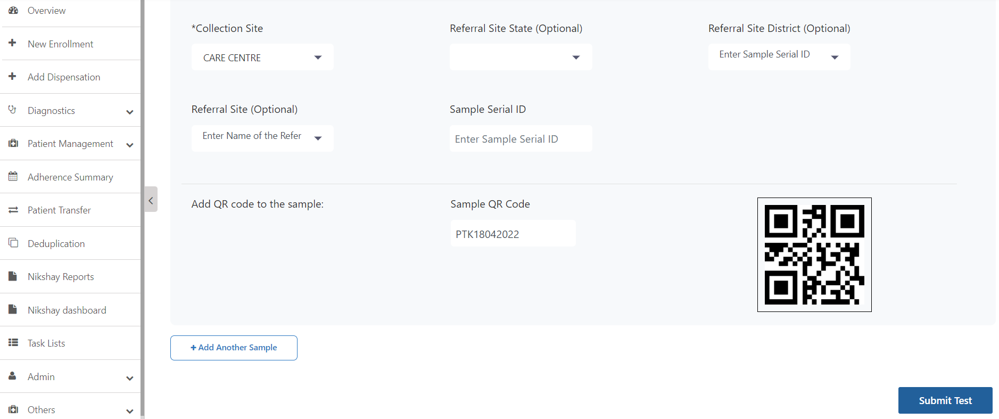 Overview
New Enrollment
Add Dispensation
Diagnostics
Patient Management
Adherence Summary
Patient Transfer
Deduplication
Nikshay Reports
Nikshay dashboard
Task Lists
Admin
Others
*Collection Site
CARE CENTRE
Referral Site State (Optional)
Referral Site District (Optional)
Enter Sample Serial ID
Referral Site (Optional)
Enter Name of the Refer
Sample Serial ID
Enter Sample Serial ID
Add QR code to the sample:
Sample QR Code
PTK18042022
+ Add Another Sample
Submit Test